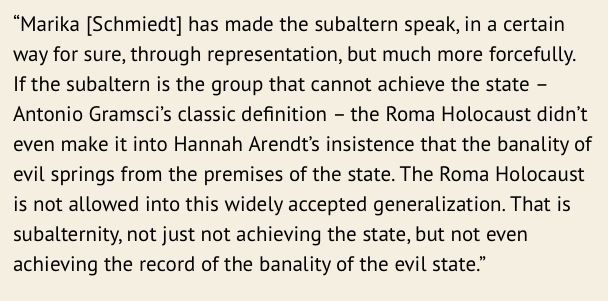 “Marika [Schmiedt] has made the subaltern speak, in a certain
way for sure, through representation, but much more forcefully.
If the subaltern is the group that cannot achieve the state –
Antonio Gramsci’s classic definition – the Roma Holocaust didn’t
even make it into Hannah Arendt’s insistence that the banality of
evil springs from the premises of the state. The Roma Holocaust
is not allowed into this widely accepted generalization. That is
subalternity, not just not achieving the state, but not even
achieving the record of the banality of the evil state.”